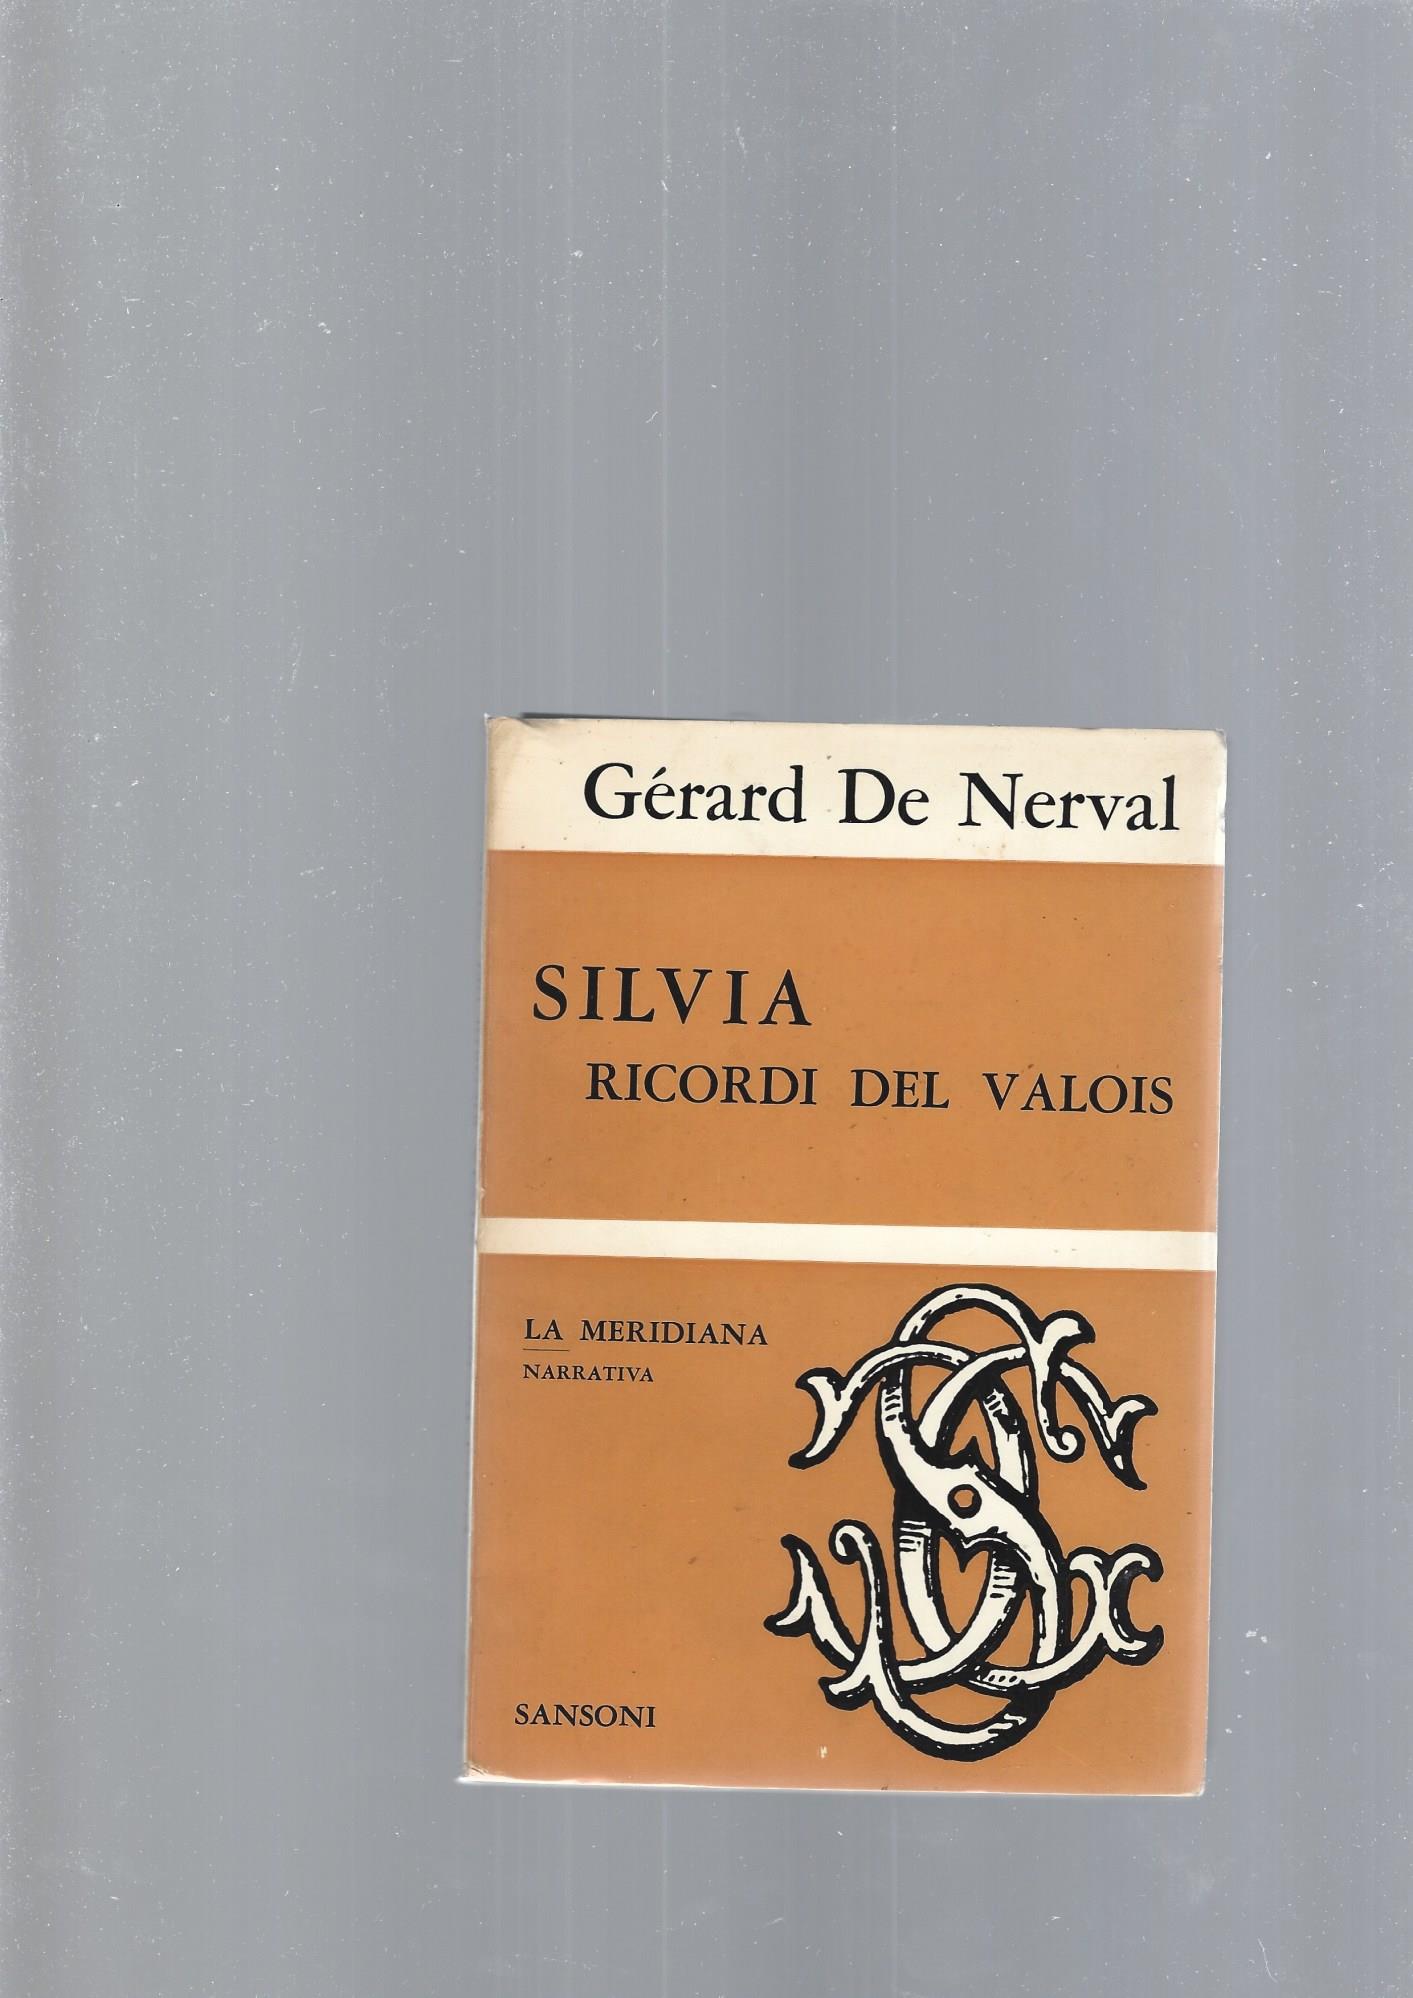 Gérard De Nerval
SILVIA
RICORDI DEL VALOIS
LA MERIDIANA
NARRATIVA
SANSONI